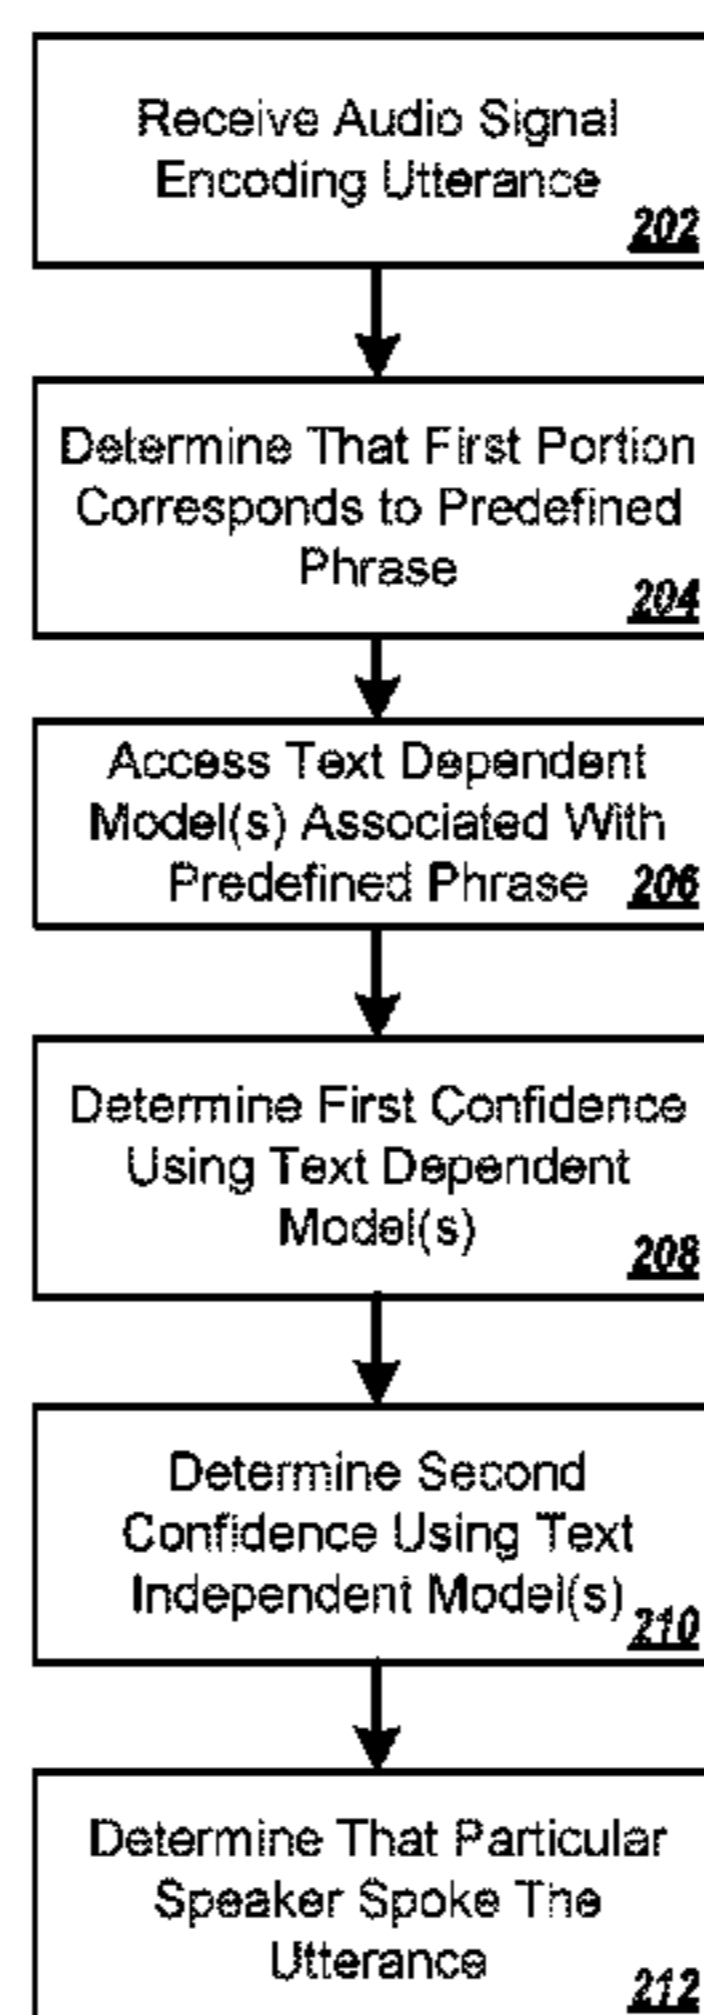 Receive Audio Signal
Encoding Utterance
202
Determine That First Portion
Corresponds to Predefined
Phrase
204
Access Text Dependent
Model(s) Associated With
Predefined Phrase 206
Determine First Confidence
Using Text Dependent
Model(s)
208
Determine Second
Confidence Using Text
Independent Model(s)
210
Determine That Particular
Speaker Spoke The
Utterance
212